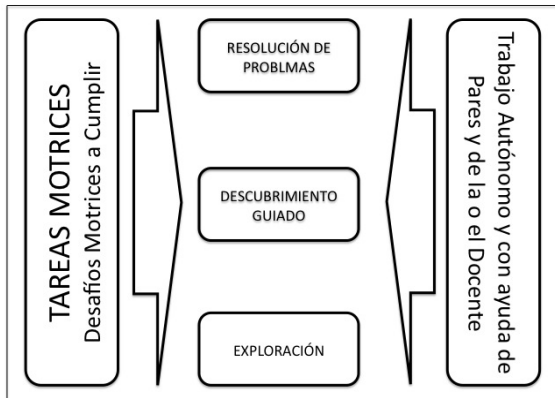 TAREAS MOTRICES
Desafíos Motrices a Cumplir
RESOLUCIÓN DE
PROBLMAS
DESCUBRIMIENTO
GUIADO
EXPLORACIÓN
Trabajo Autónomo y con ayuda de
Pares y de la o el Docente